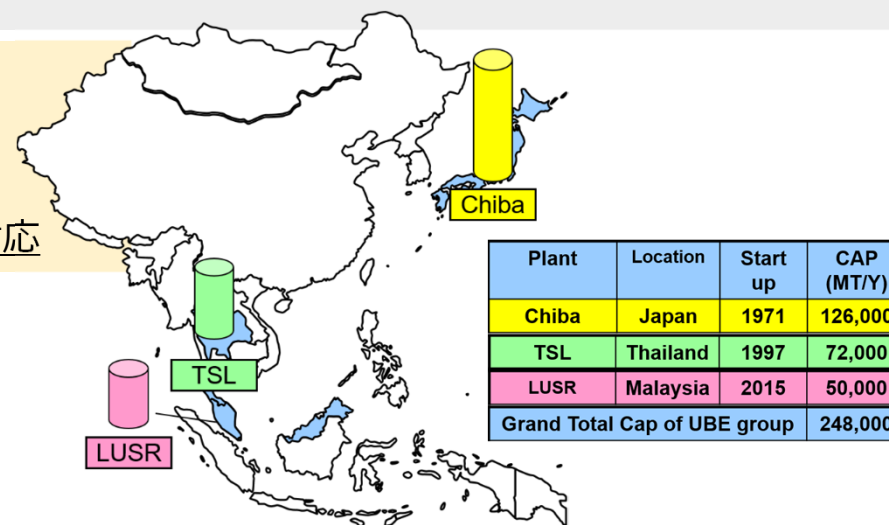 応
Chiba
TSL
LUSR
Plant Location Start up CAP (MT/Y)
Chiba Japan 1971 126,000
TSL Thailand 1997 72,000
LUSR Malaysia 2015 50,000
Grand Total Cap of UBE group 248,000